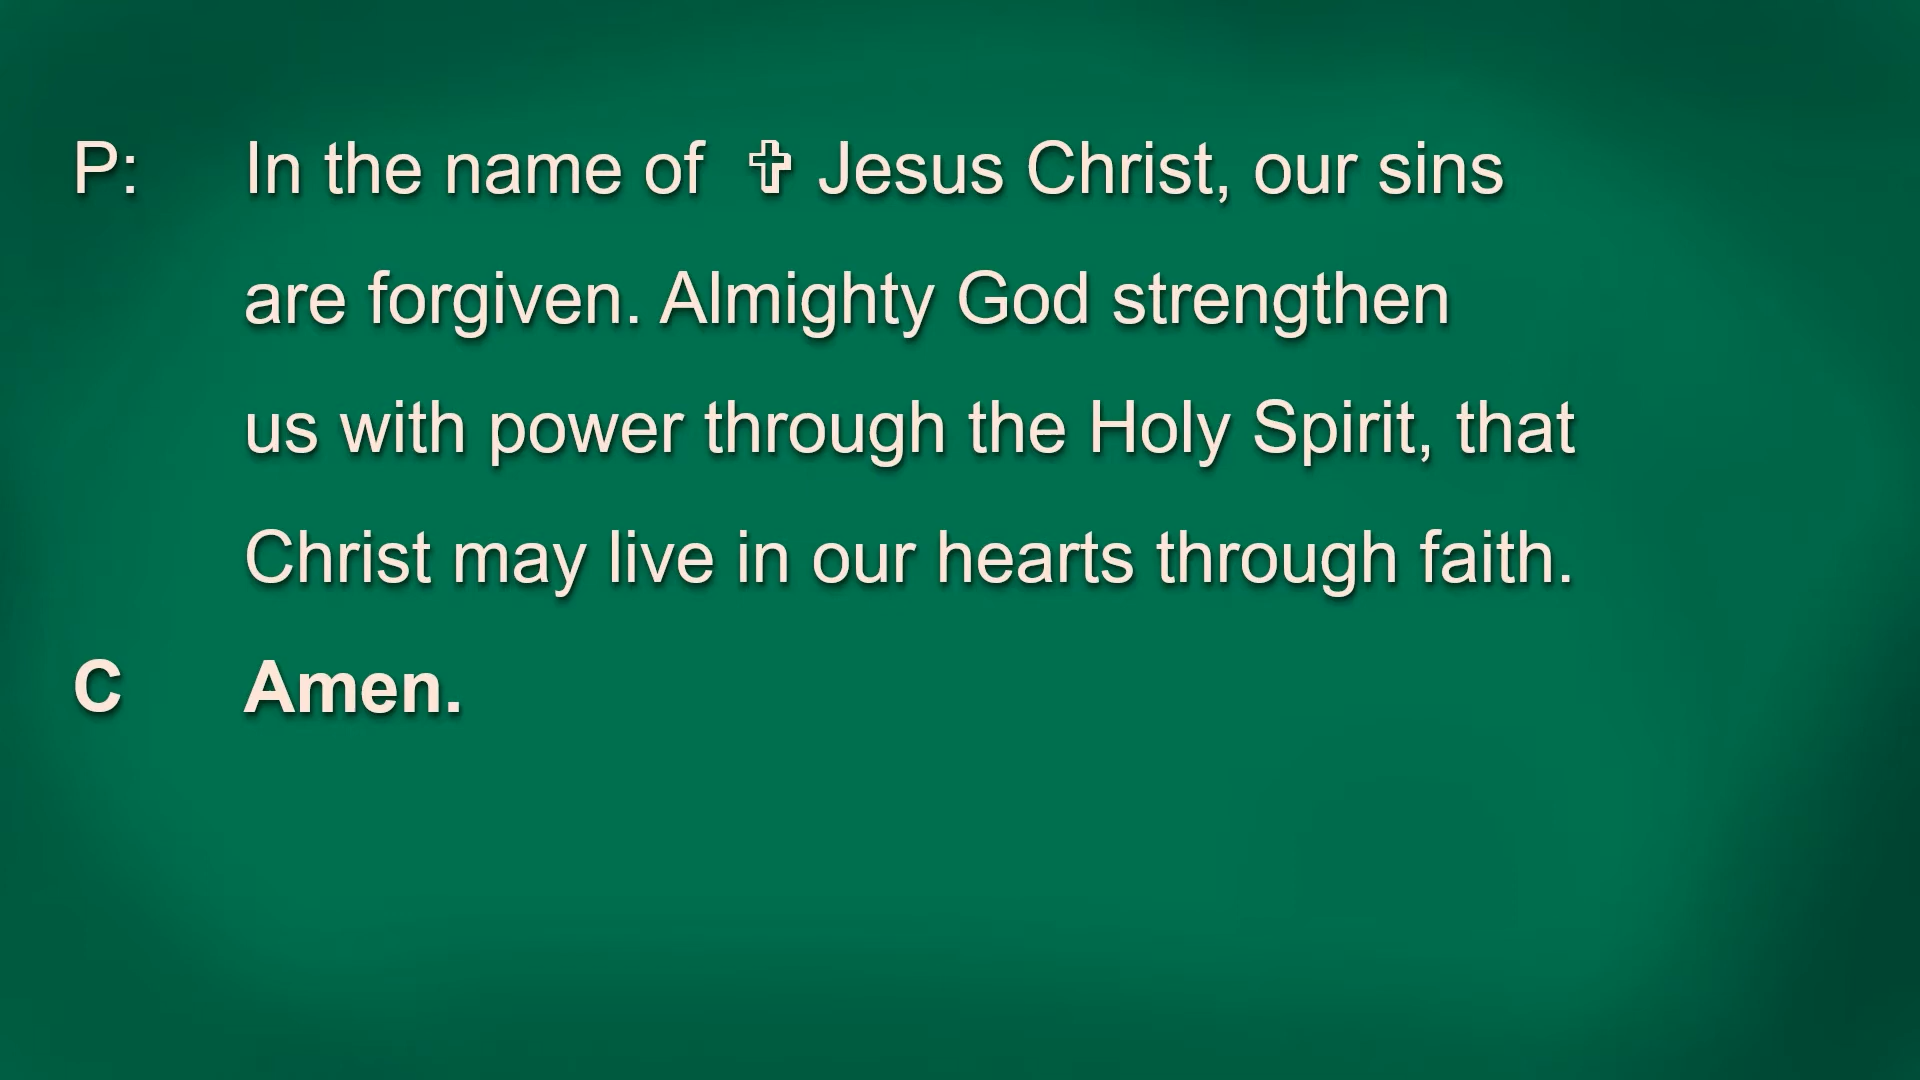 P: In the name of ✞ Jesus Christ, our sins
are forgiven. Almighty God strengthen
us with power through the Holy Spirit, that
Christ may live in our hearts through faith.
C Amen.